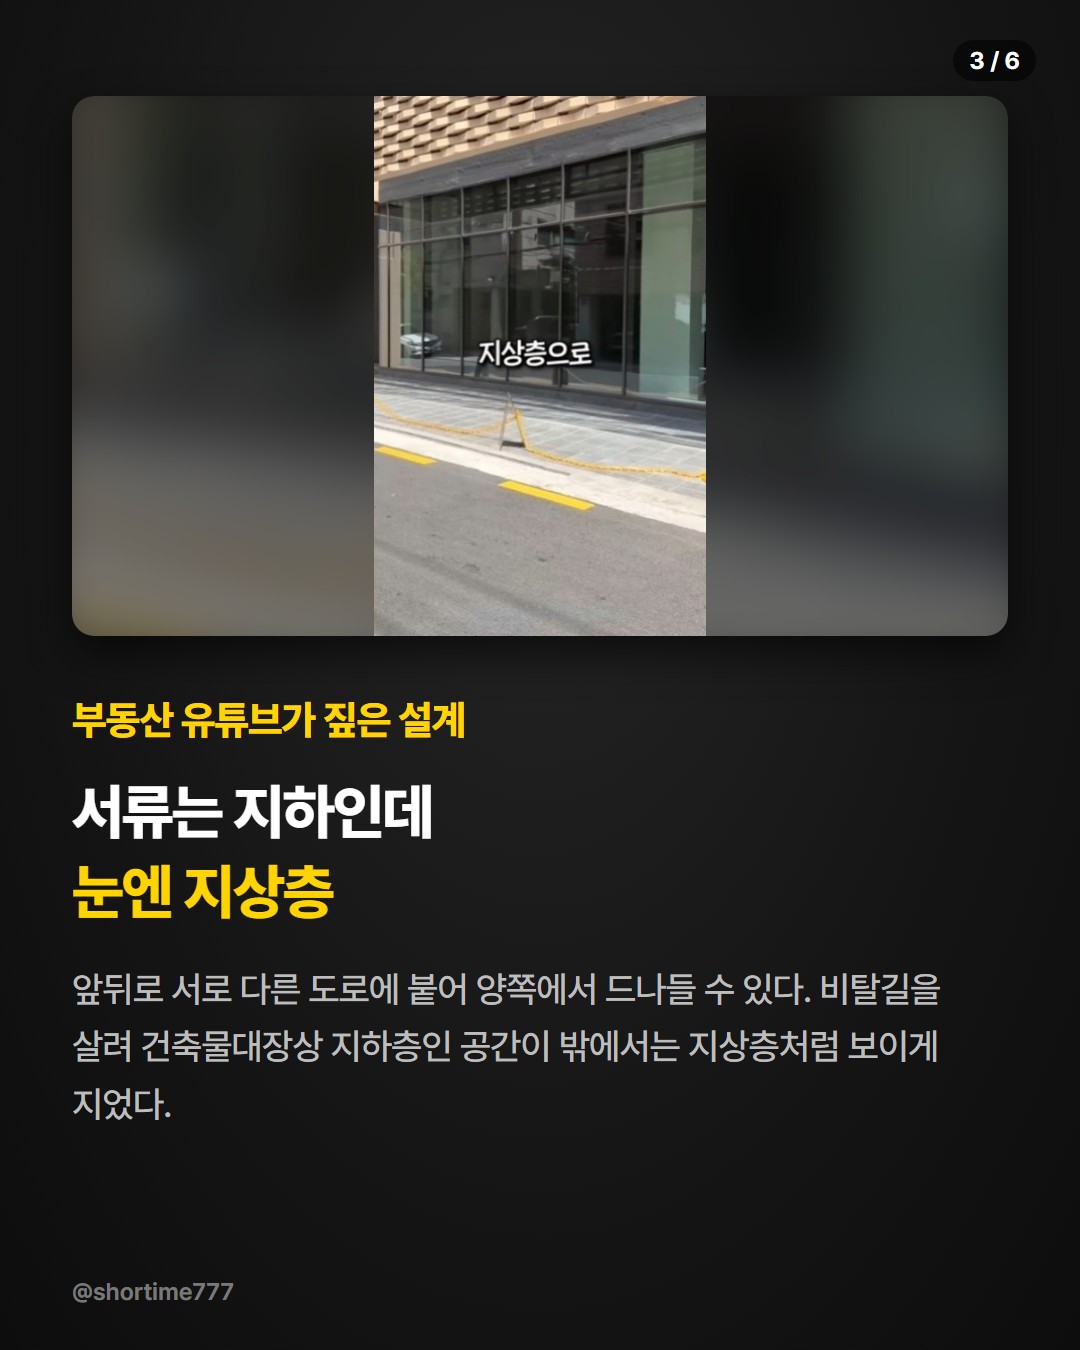 3 / 6
지상층으로
부동산 유튜브가 짚은 설계
서류는 지하인데
눈엔 지상층
앞뒤로 서로 다른 도로에 붙어 양쪽에서 드나들 수 있다. 비탈길을
살려 건축물대장상 지하층인 공간이 밖에서는 지상층처럼 보이게
지었다.
@shortime777